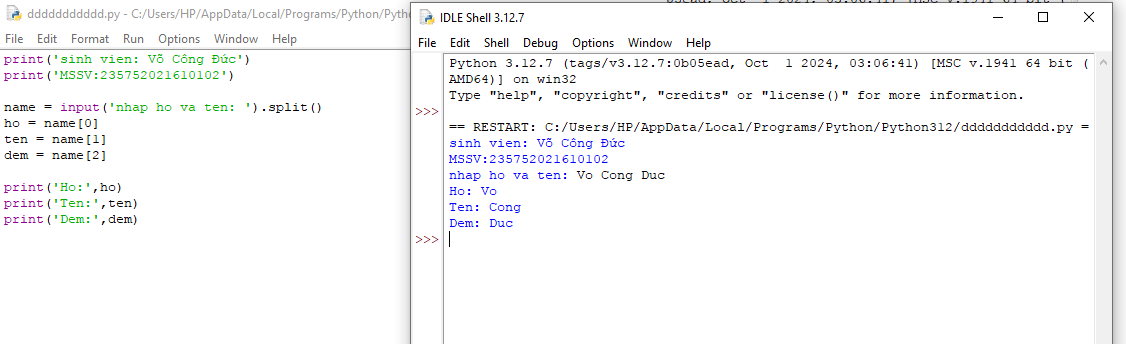 ddddddddddd.py - C:/Users/HP/AppData/Local/Programs/Python/Pytho
File Edit Format Run Options Window Help
print('sinh vien: Võ Công Đức')
print('MSSV:235752021610102')
name = input('nhap ho va ten: ').split()
ho = name[0]
ten = name[1]
dem = name[2]
print('Ho:',ho)
print('Ten:',ten)
print('Dem:',dem)
IDLE Shell 3.12.7
File Edit Shell Debug Options Window Help
Python 3.12.7 (tags/v3.12.7:0b05ead, Oct  1 2024, 03:06:41) [MSC v.1941 64 bit (
AMD64)] on win32
Type "help", "copyright", "credits" or "license()" for more information.
>>>
== RESTART: C:/Users/HP/AppData/Local/Programs/Python/Python312/ddddddddddd.py =
sinh vien: Võ Công Đức
MSSV:235752021610102
nhap ho va ten: Vo Cong Duc
Ho: Vo
Ten: Cong
Dem: Duc
>>>